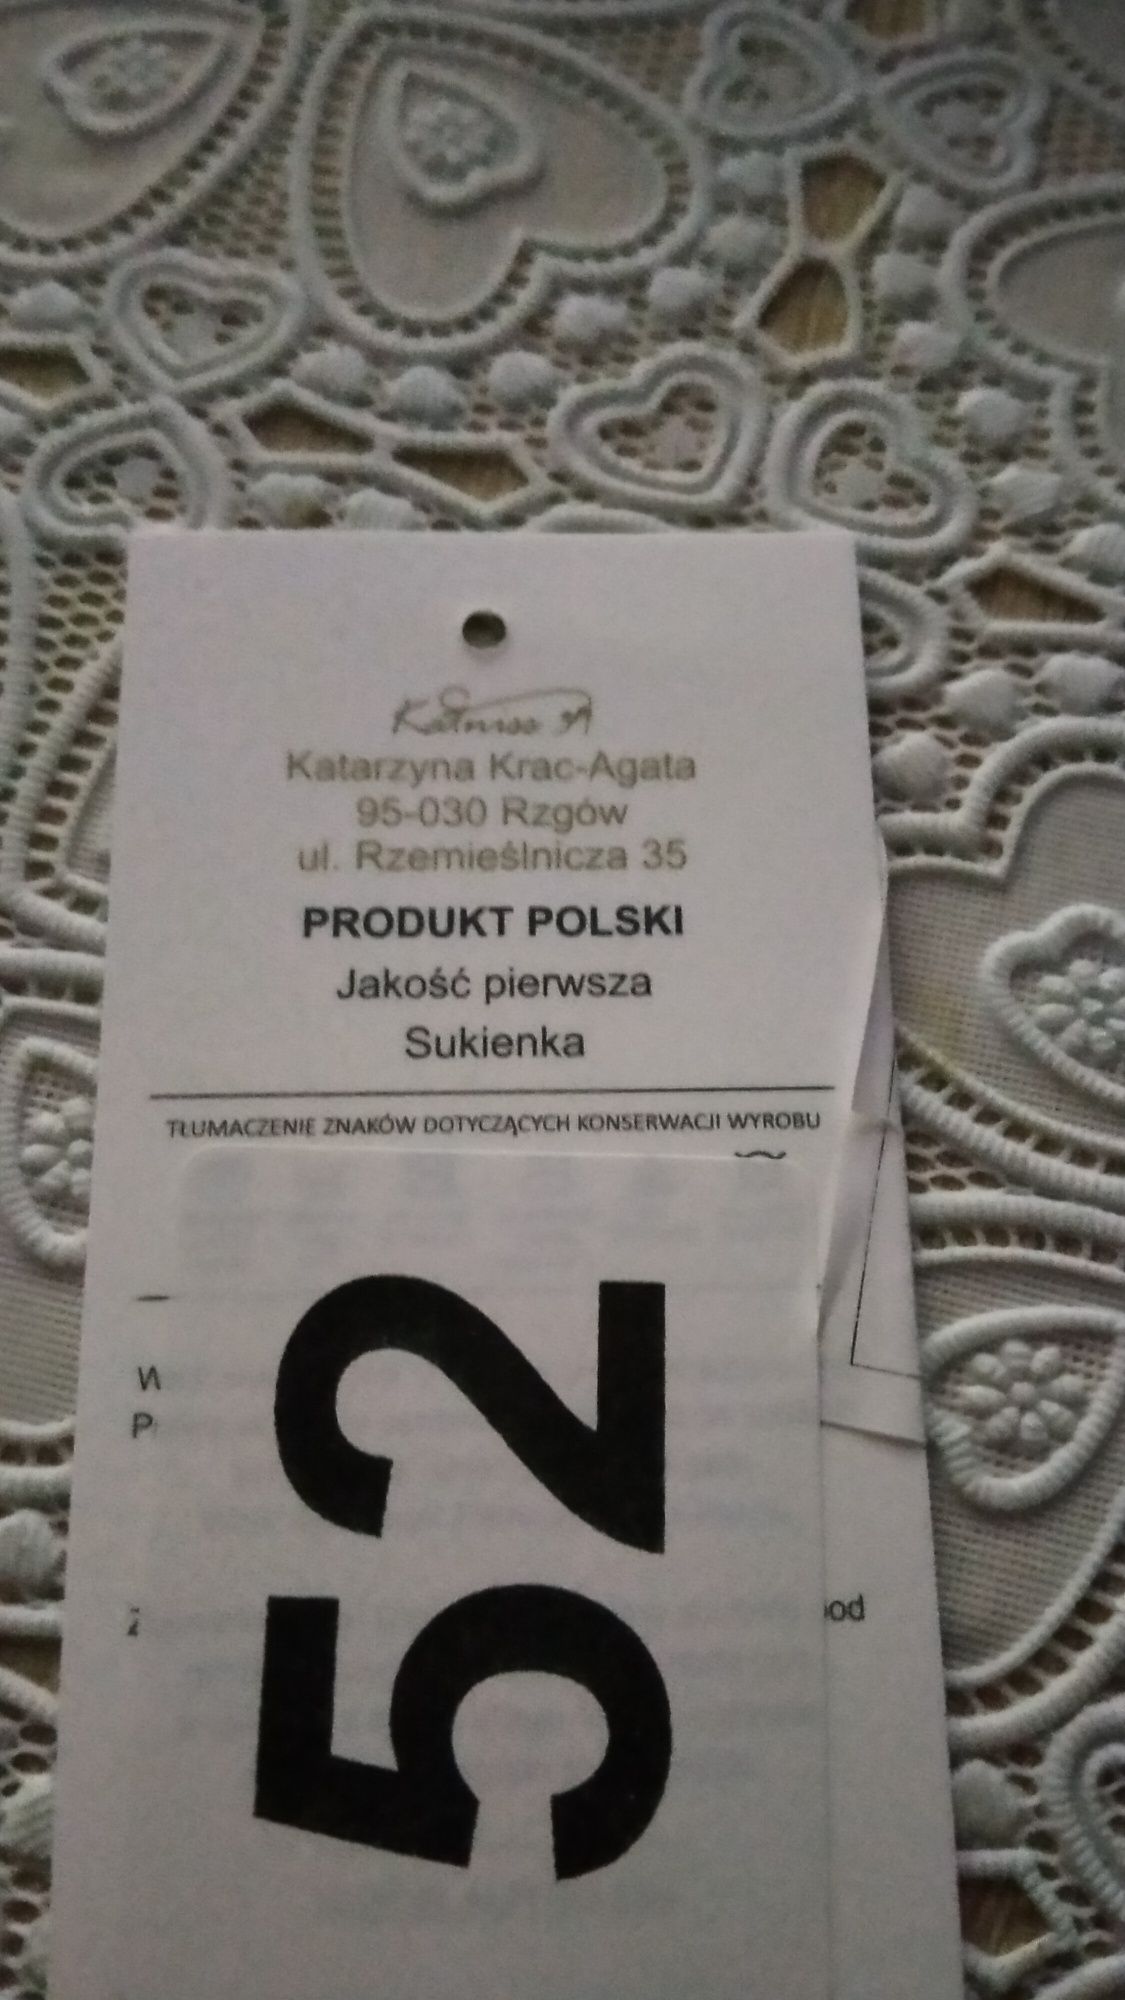 Katarzyna Krac-Agata
95-030 Rzgów
ul. Rzemieślnicza 35
PRODUKT POLSKI
Jakość pierwsza
Sukienka
TŁUMACZENIE ZNAKÓW DOTYCZĄCYCH KONSERWACJI WYROBU
52